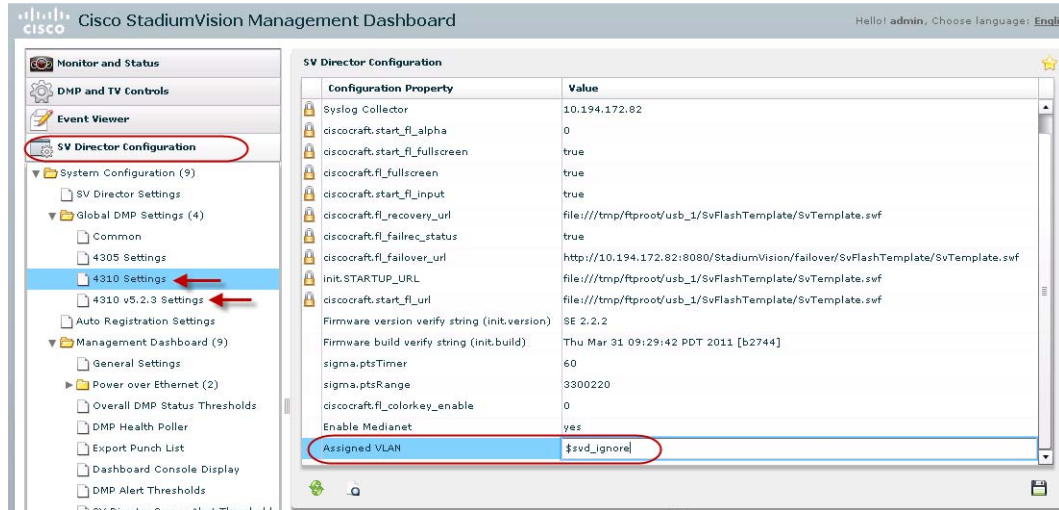 CISCO
Cisco StadiumVision Management Dashboard
Hello! admin, Choose language: Engli
Monitor and Status
DMP and TV Controls
Event Viewer
SV Director Configuration
System Configuration (9)
SV Director Settings
Global DMP Settings (4)
Common
4305 Settings
4310 Settings
4310 v5.2.3 Settings
Auto Registration Settings
Management Dashboard (9)
General Settings
Power over Ethernet (2)
Overall DMP Status Thresholds
DMP Health Poller
Export Punch List
Dashboard Console Display
DMP Alert Thresholds
SV Director Configuration
Configuration Property Value
Syslog Collector 10.194.172.82
ciscocraft.start_fl_alpha 0
ciscocraft.start_fl_fullscreen true
ciscocraft.fl_fullscreen true
ciscocraft.start_fl_input true
ciscocraft.fl_recovery_url file:///tmp/ftproot/usb_1/SvFlashTemplate/SvTemplate.swf
ciscocraft.fl_failrec_status true
ciscocraft.fl_failover_url http://10.194.172.82:8080/StadiumVision/failover/SvFlashTemplate/SvTemplate.swf
init.STARTUP_URL file:///tmp/ftproot/usb_1/SvFlashTemplate/SvTemplate.swf
ciscocraft.start_fl_url file:///tmp/ftproot/usb_1/SvFlashTemplate/SvTemplate.swf
Firmware version verify string (init.version) SE 2.2.2
Firmware build verify string (init.build) Thu Mar 31 09:29:42 PDT 2011 [b2744]
sigma.ptsTimer 60
sigma.ptsRange 3300220
ciscocraft.fl_colorkey_enable 0
Enable Medianet yes
Assigned VLAN $svd_ignore